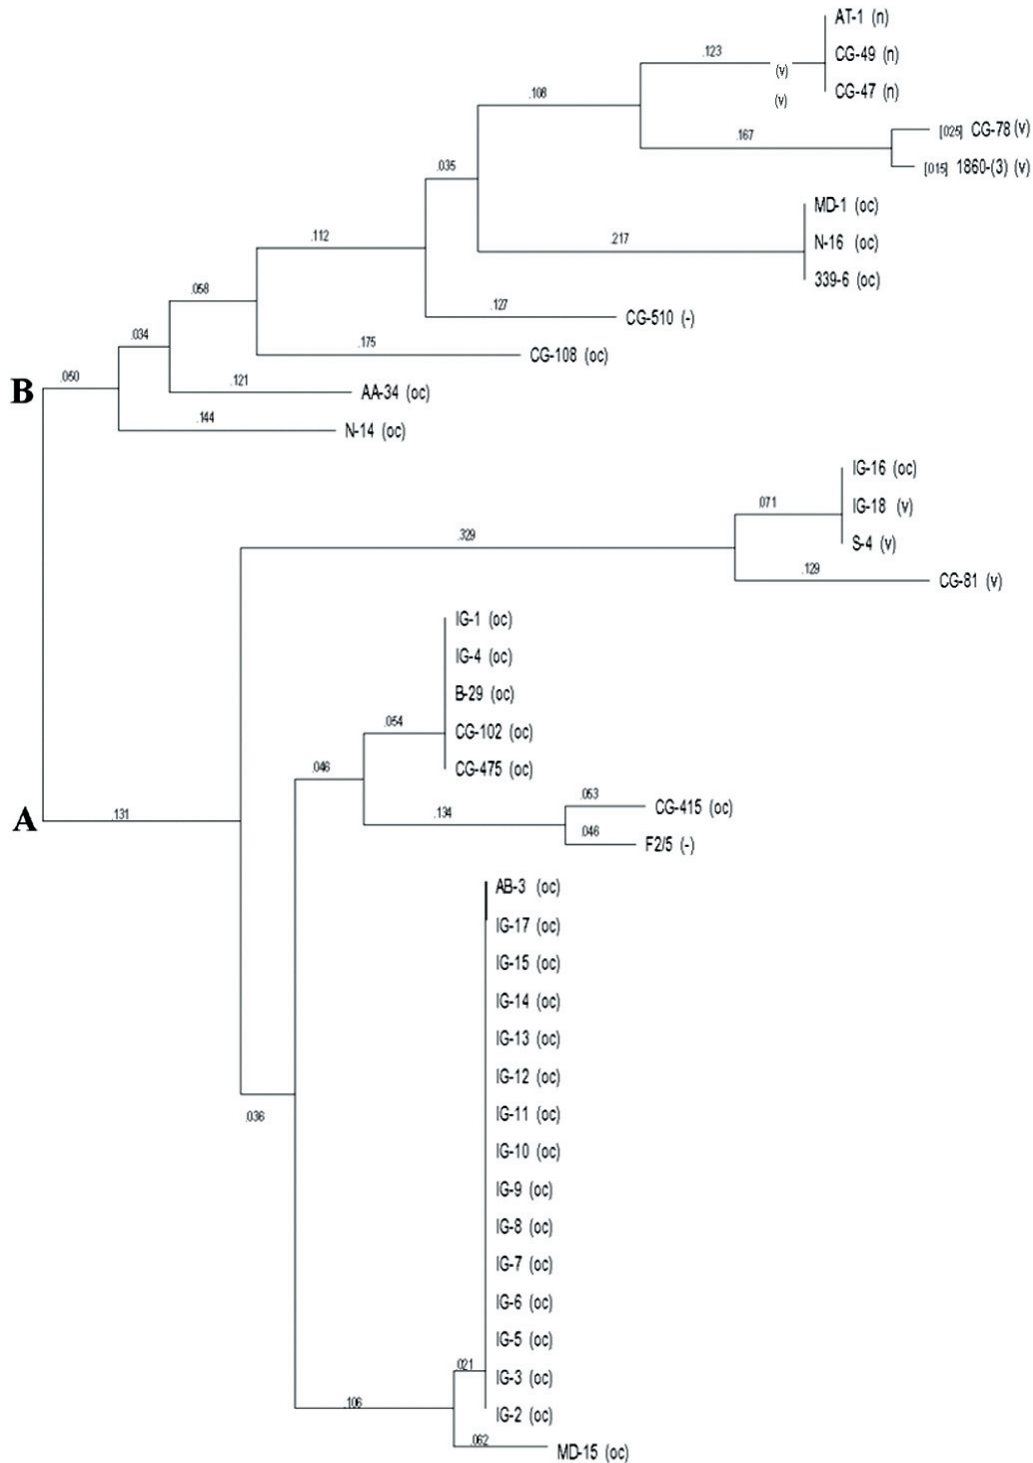 AT-1 (n)
.123
CG-49 (n)
(v)
CG-47 (n)
.108
(v)
[025] CG-78 (v)
.167
[015] 1860-(3) (v)
.035
MD-1 (oc)
.217
N-16 (oc)
.112
339-6 (oc)
.058
.127
CG-510 (-)
.034
.175
CG-108 (oc)
.050
B
.121
AA-34 (oc)
.144
N-14 (oc)
IG-16 (oc)
.071
IG-18 (v)
.329
S-4 (v)
.129
CG-81 (v)
IG-1 (oc)
IG-4 (oc)
B-29 (oc)
.054
CG-102 (oc)
.046
CG-475 (oc)
.053
CG-415 (oc)
A
.131
.134
.046
F2/5 (-)
AB-3 (oc)
IG-17 (oc)
IG-15 (oc)
IG-14 (oc)
IG-13 (oc)
IG-12 (oc)
.036
IG-11 (oc)
IG-10 (oc)
IG-9 (oc)
IG-8 (oc)
IG-7 (oc)
IG-6 (oc)
IG-5 (oc)
.021
IG-3 (oc)
.106
IG-2 (oc)
.062
MD-15 (oc)